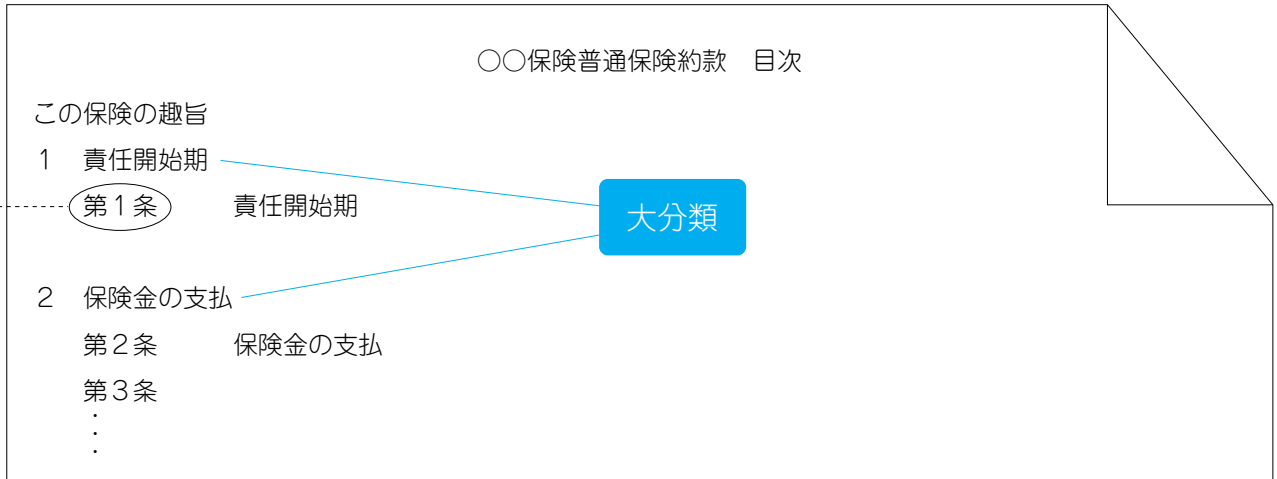 ○○保険普通保険約款　目次
この保険の趣旨
１　責任開始期
第１条　　　責任開始期
大分類
２　保険金の支払
第２条　　　保険金の支払
第３条